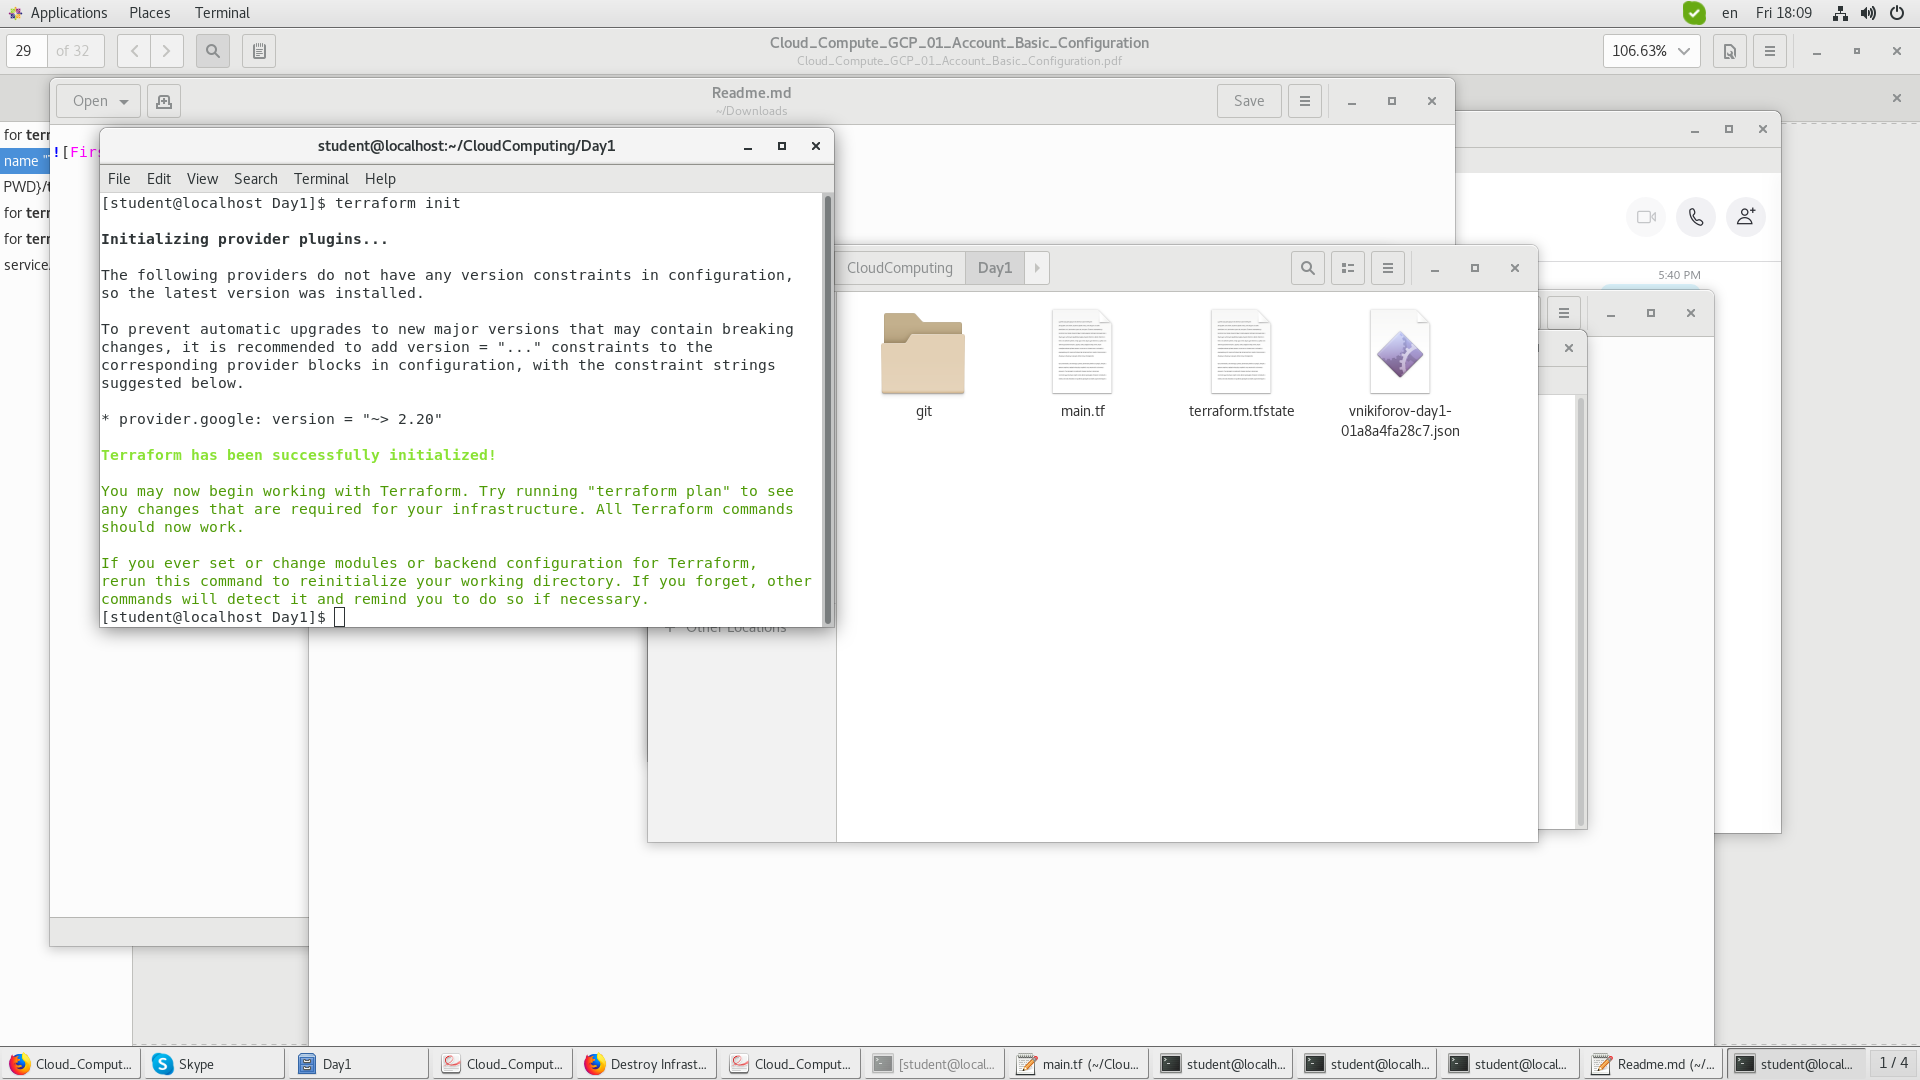 Applications Places Terminal
en Fri 18:09
29 of 32
Cloud_Compute_GCP_01_Account_Basic_Configuration
Cloud_Compute_GCP_01_Account_Basic_Configuration.pdf
106.63%
Open
Readme.md
~/Downloads
Save
for terr
name "
PWD}/t
for terr
for terr
service.
![Firs
student@localhost:~/CloudComputing/Day1
File Edit View Search Terminal Help
[student@localhost Day1]$ terraform init
Initializing provider plugins...
The following providers do not have any version constraints in configuration,
so the latest version was installed.
To prevent automatic upgrades to new major versions that may contain breaking
changes, it is recommended to add version = "..." constraints to the
corresponding provider blocks in configuration, with the constraint strings
suggested below.
* provider.google: version = "~> 2.20"
Terraform has been successfully initialized!
You may now begin working with Terraform. Try running "terraform plan" to see
any changes that are required for your infrastructure. All Terraform commands
should now work.
If you ever set or change modules or backend configuration for Terraform,
rerun this command to reinitialize your working directory. If you forget, other
commands will detect it and remind you to do so if necessary.
[student@localhost Day1]$
CloudComputing Day1
5:40 PM
git
main.tf
terraform.tfstate
vnikiforov-day1-
01a8a4fa28c7.json
Other Locations
Cloud_Comput... Skype Day1 Cloud_Comput... Destroy Infrast... Cloud_Comput... [student@local... main.tf (~/Clou... student@localh... student@localh... student@local... Readme.md (~/... student@local... 1 / 4